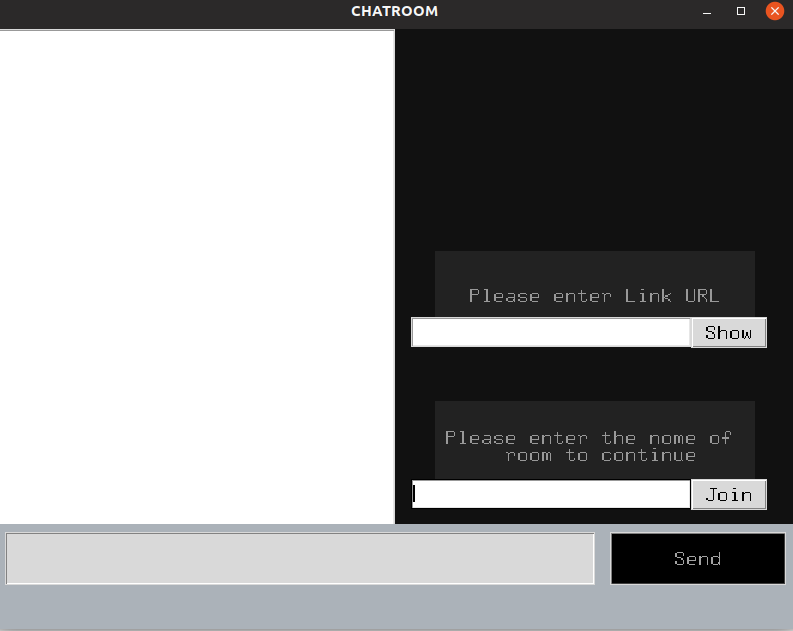 CHATROOM
Please enter Link URL
Show
Please enter the nome of
room to continue
Join
Send